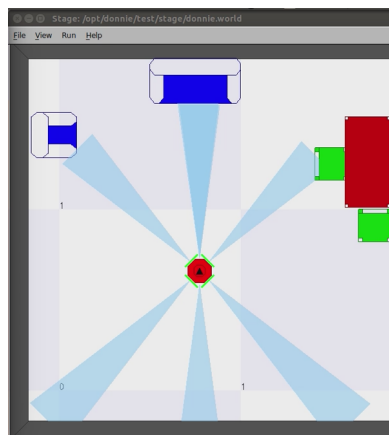 Stage: /opt/donnie/test/stage/donnie.world
File View Run Help
1
0 1